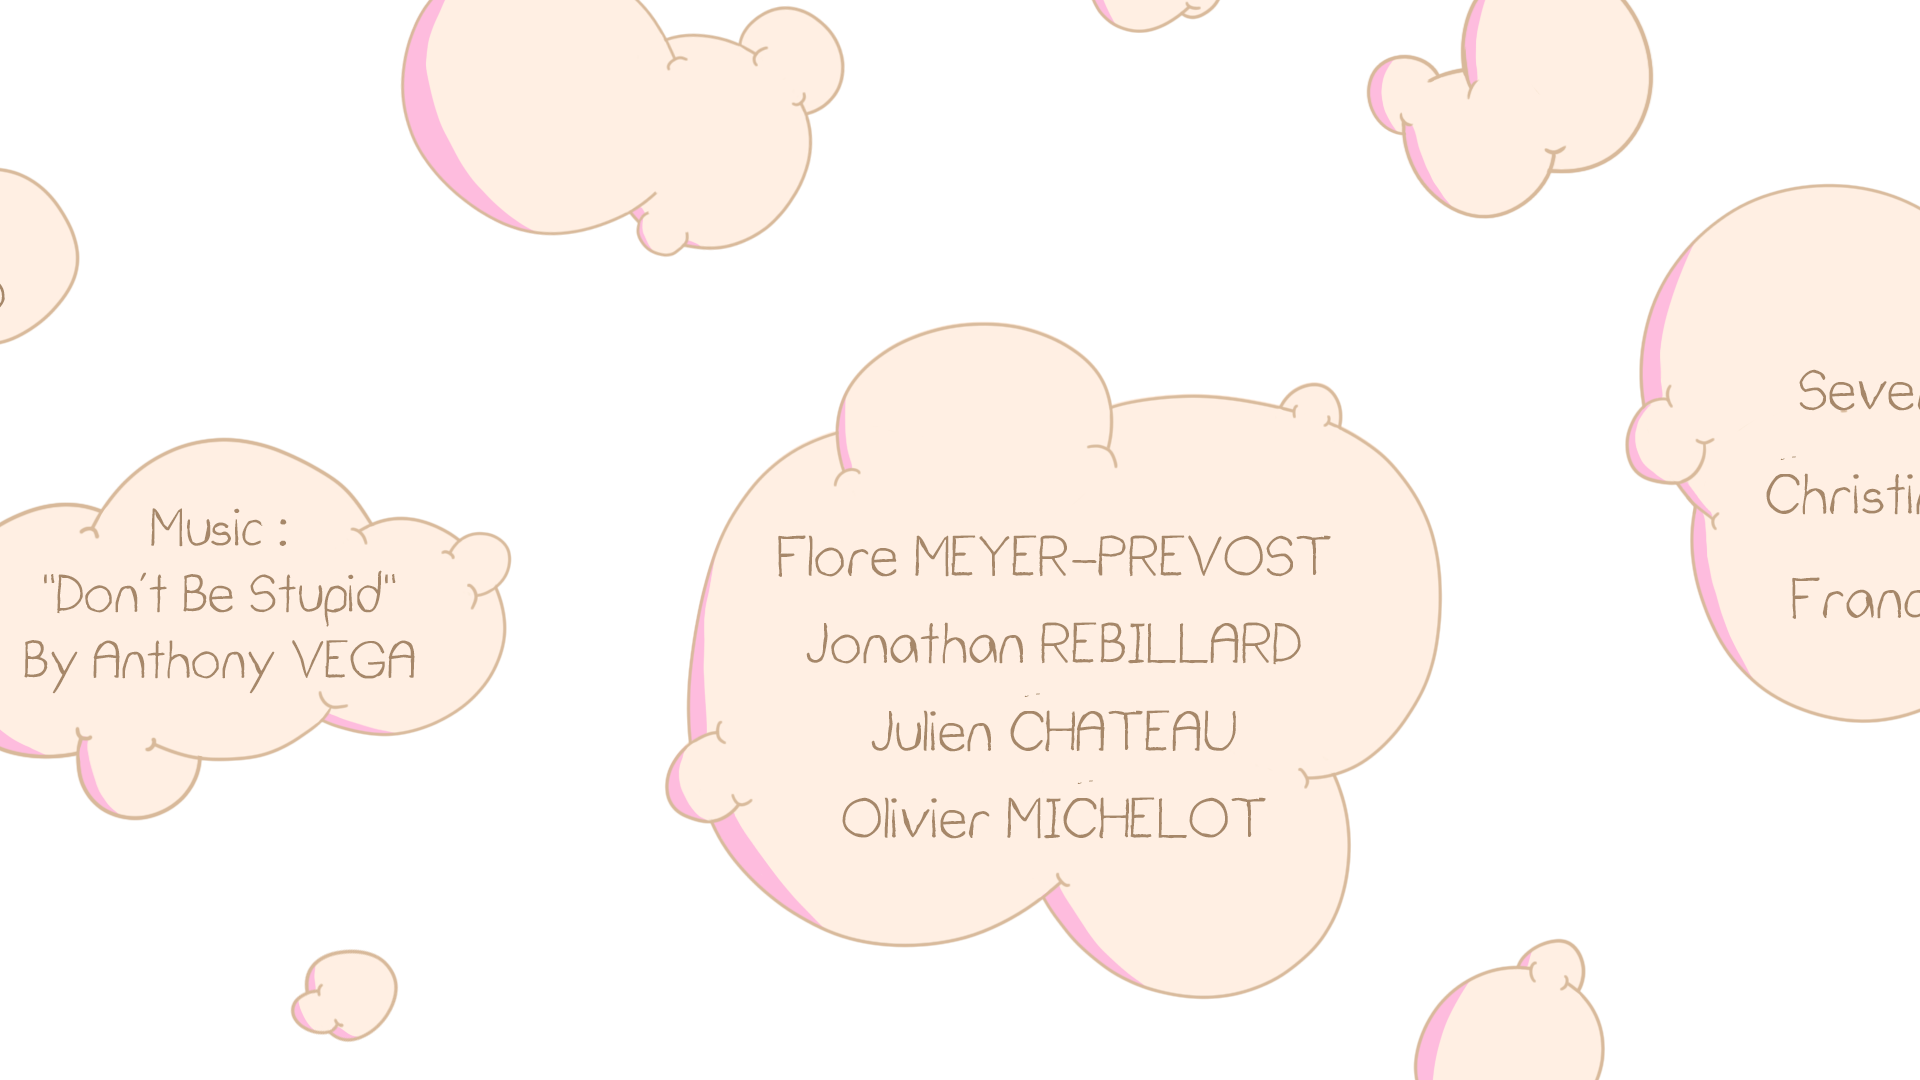 Music :
"Don't Be Stupid"
By Anthony VEGA
Flore MEYER-PREVOST
Jonathan REBILLARD
Julien CHATEAU
Olivier MICHELOT